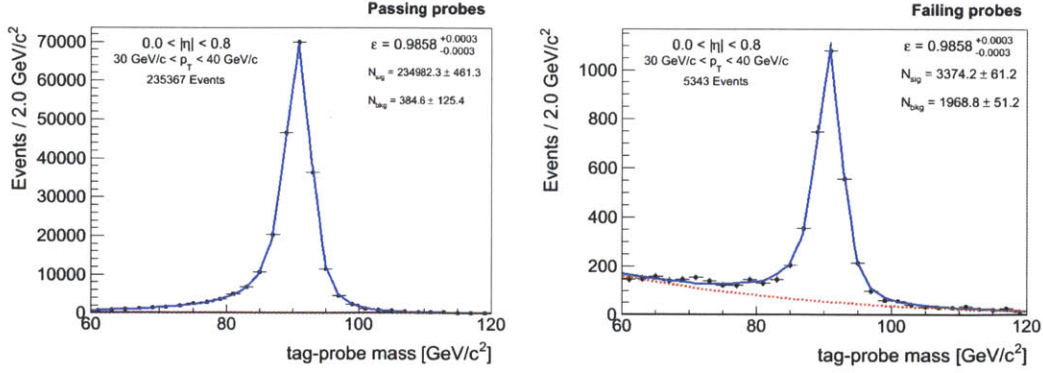 Passing probes
0.0 < |η| < 0.8
30 GeV/c < p_T < 40 GeV/c
235367 Events
ε = 0.9858 +0.0003 -0.0003
N_sig = 234982.3 ± 461.3
N_bkg = 384.6 ± 125.4
Events / 2.0 GeV/c²
70000
60000
50000
40000
30000
20000
10000
0
60
80
100
120
tag-probe mass [GeV/c²]
Failing probes
0.0 < |η| < 0.8
30 GeV/c < p_T < 40 GeV/c
5343 Events
ε = 0.9858 +0.0003 -0.0003
N_sig = 3374.2 ± 61.2
N_bkg = 1968.8 ± 51.2
Events / 2.0 GeV/c²
1000
800
600
400
200
0
60
80
100
120
tag-probe mass [GeV/c²]